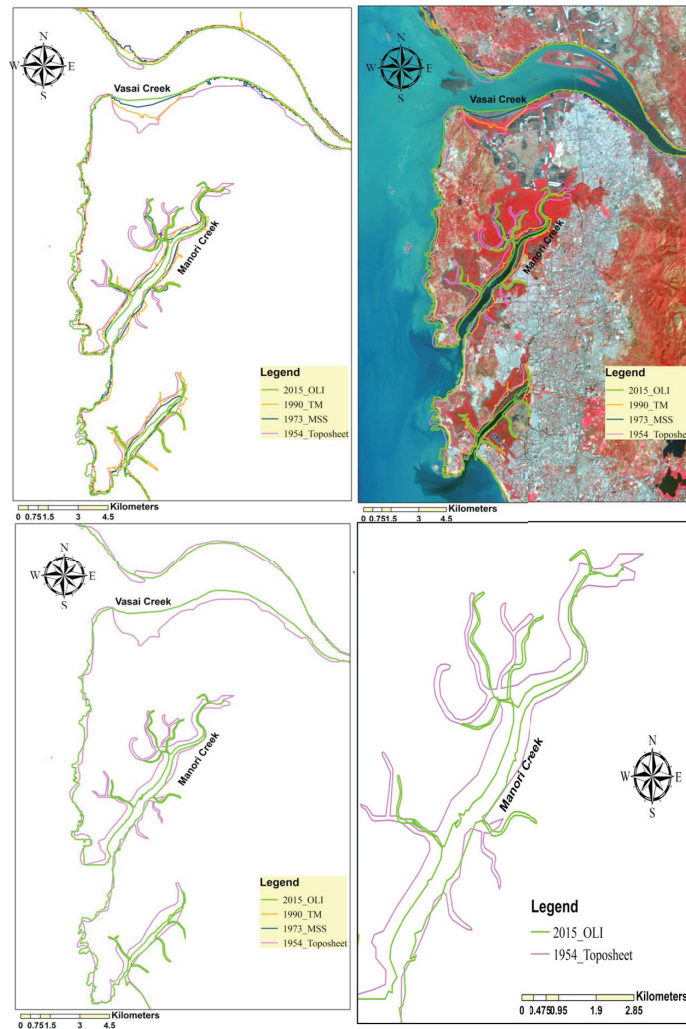 N
W E
S
Vasai Creek
Manori Creek
Legend
2015_OLI
1990_TM
1973_MSS
1954_Toposheet
Kilometers
0 0.75 1.5 3 4.5
N
W E
S
Vasai Creek
Manori Creek
Legend
2015_OLI
1990_TM
1973_MSS
1954_Toposheet
Kilometers
0 0.75 1.5 3 4.5
N
W E
S
Vasai Creek
Manori Creek
Legend
2015_OLI
1990_TM
1973_MSS
1954_Toposheet
Kilometers
0 0.75 1.5 3 4.5
Manori Creek
N
W E
S
Legend
2015_OLI
1954_Toposheet
Kilometers
0 0.475 0.95 1.9 2.85